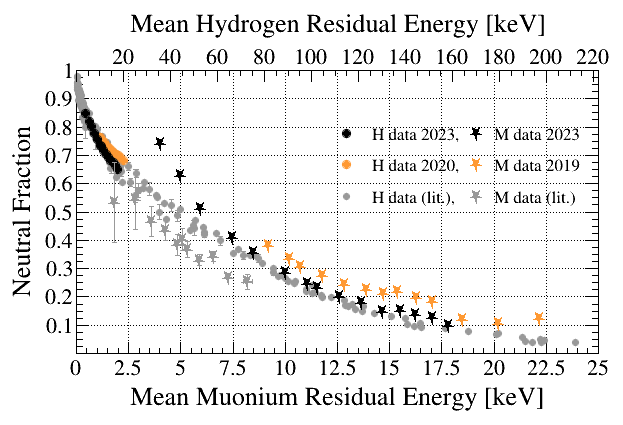 Mean Hydrogen Residual Energy [keV]
20 40 60 80 100 120 140 160 180 200 220
1
0.9
0.8
0.7
0.6
0.5
0.4
0.3
0.2
0.1
Neutral Fraction
H data 2023, M data 2023
H data 2020, M data 2019
H data (lit.), M data (lit.)
0 2.5 5 7.5 10 12.5 15 17.5 20 22.5 25
Mean Muonium Residual Energy [keV]